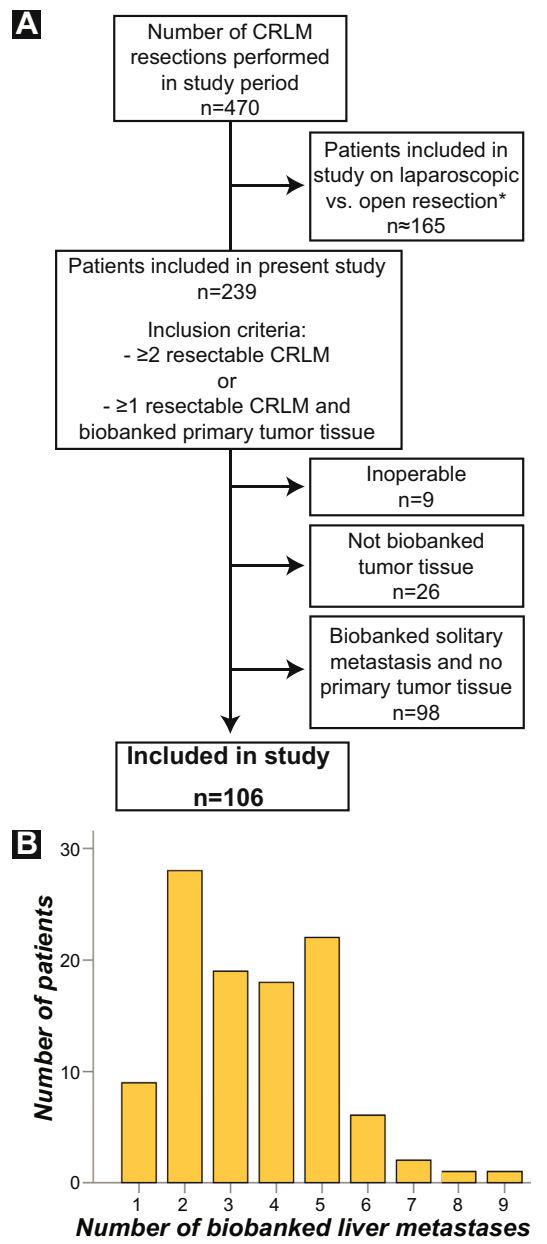 A
Number of CRLM
resections performed
in study period
n=470
Patients included in
study on laparoscopic
vs. open resection*
n≈165
Patients included in present study
n=239
Inclusion criteria:
- ≥2 resectable CRLM
or
- ≥1 resectable CRLM and
biobanked primary tumor tissue
Inoperable
n=9
Not biobanked
tumor tissue
n=26
Biobanked solitary
metastasis and no
primary tumor tissue
n=98
Included in study
n=106
B
Number of patients
30
20
10
0
1 2 3 4 5 6 7 8 9
Number of biobanked liver metastases